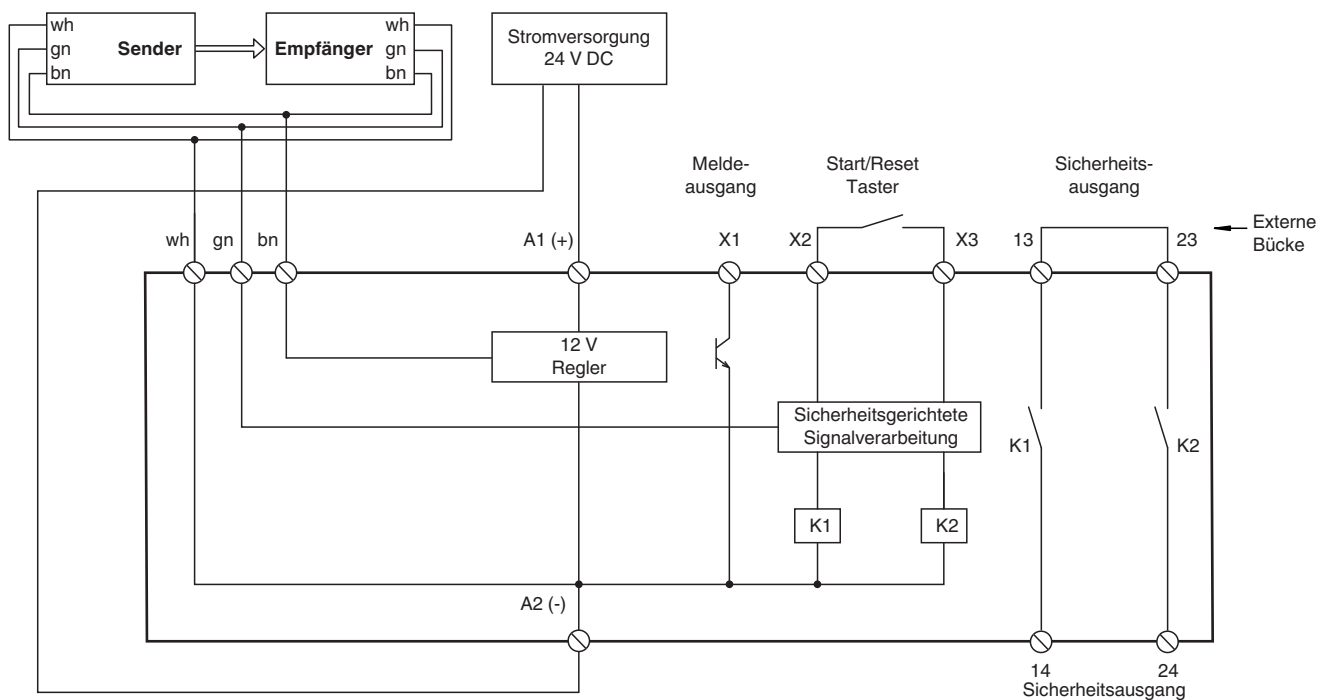 wh
gn
bn
Sender
Empfänger
wh
gn
bn
Stromversorgung
24 V DC
Melde-
ausgang
Start/Reset
Taster
Sicherheits-
ausgang
wh
gn
bn
A1 (+)
X1
X2
X3
13
23
Externe
Bücke
12 V
Regler
Sicherheitsgerichtete
Signalverarbeitung
K1
K2
K1
K2
A2 (-)
14
24
Sicherheitsausgang